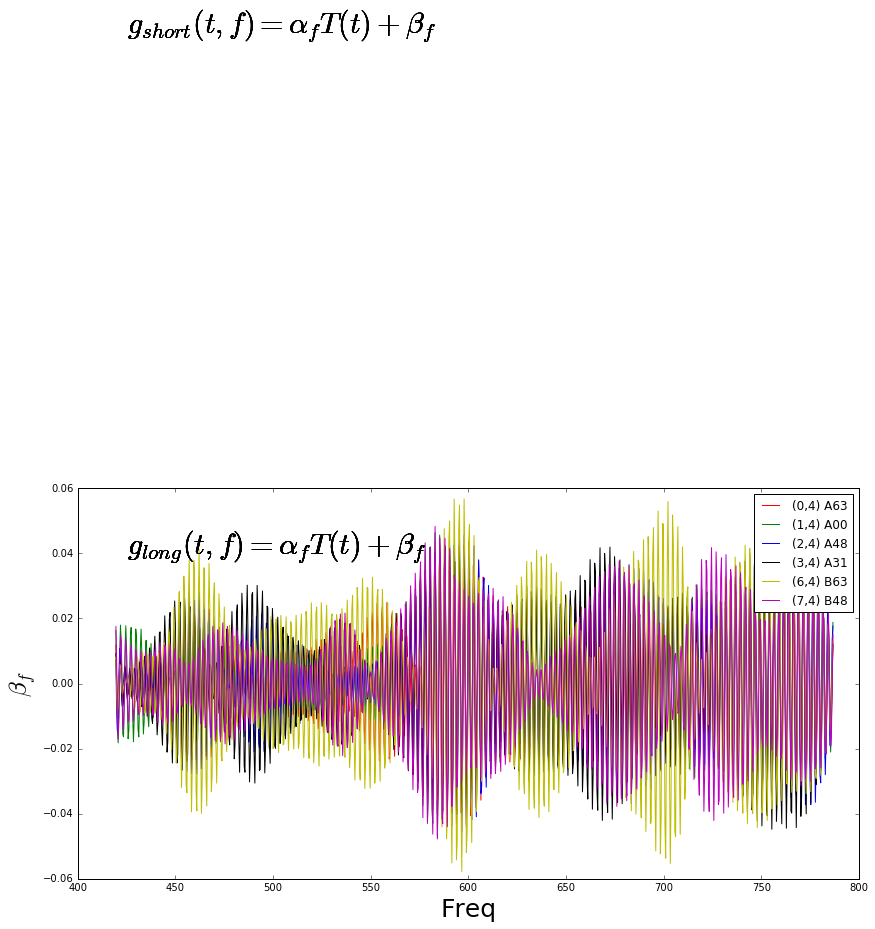 g_short(t, f) = α_f T(t) + β_f
0.06
g_long(t, f) = α_f T(t) + β_f
0.04
0.02
0.00
−0.02
−0.04
−0.06
β_f
(0,4) A63
(1,4) A00
(2,4) A48
(3,4) A31
(6,4) B63
(7,4) B48
400 450 500 550 600 650 700 750 800
Freq